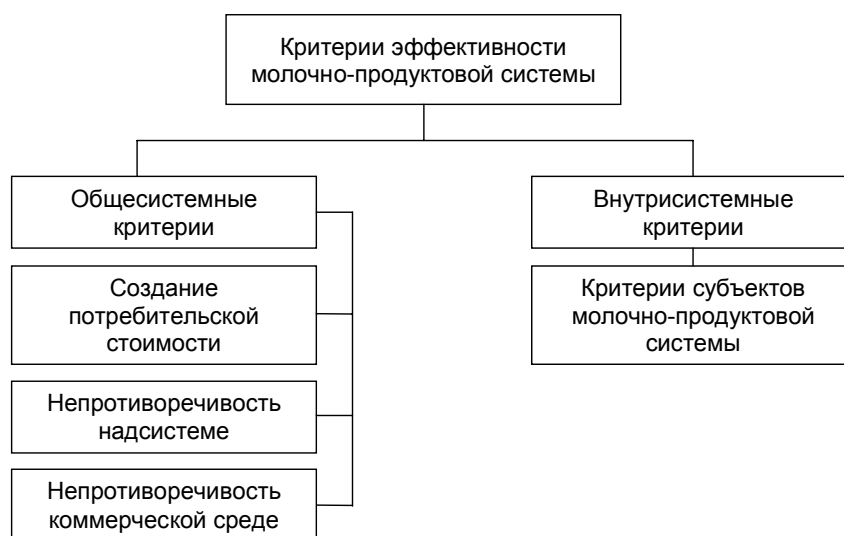 Критерии эффективности
молочно-продуктовой системы
Общесистемные
критерии
Внутрисистемные
критерии
Создание
потребительской
стоимости
Критерии субъектов
молочно-продуктовой
системы
Непротиворечивость
надсистеме
Непротиворечивость
коммерческой среде